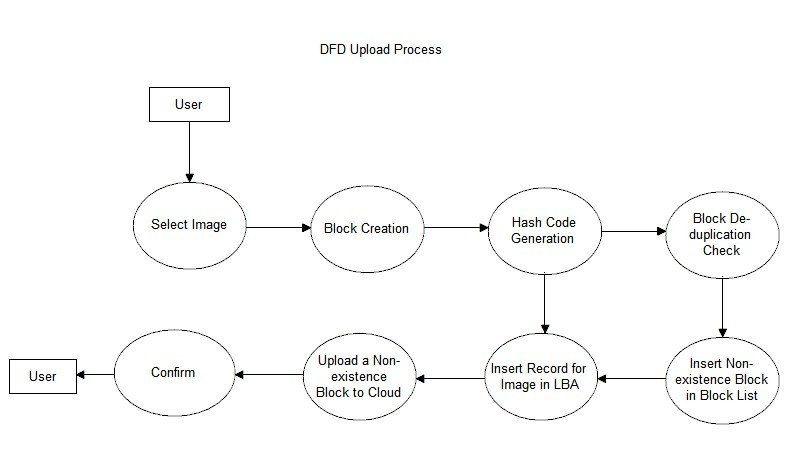 DFD Upload Process
User
Select Image
Block Creation
Hash Code
Generation
Block De-
duplication
Check
User
Confirm
Upload a Non-
existence
Block to Cloud
Insert Record for
Image in LBA
Insert Non-
existence Block
in Block List